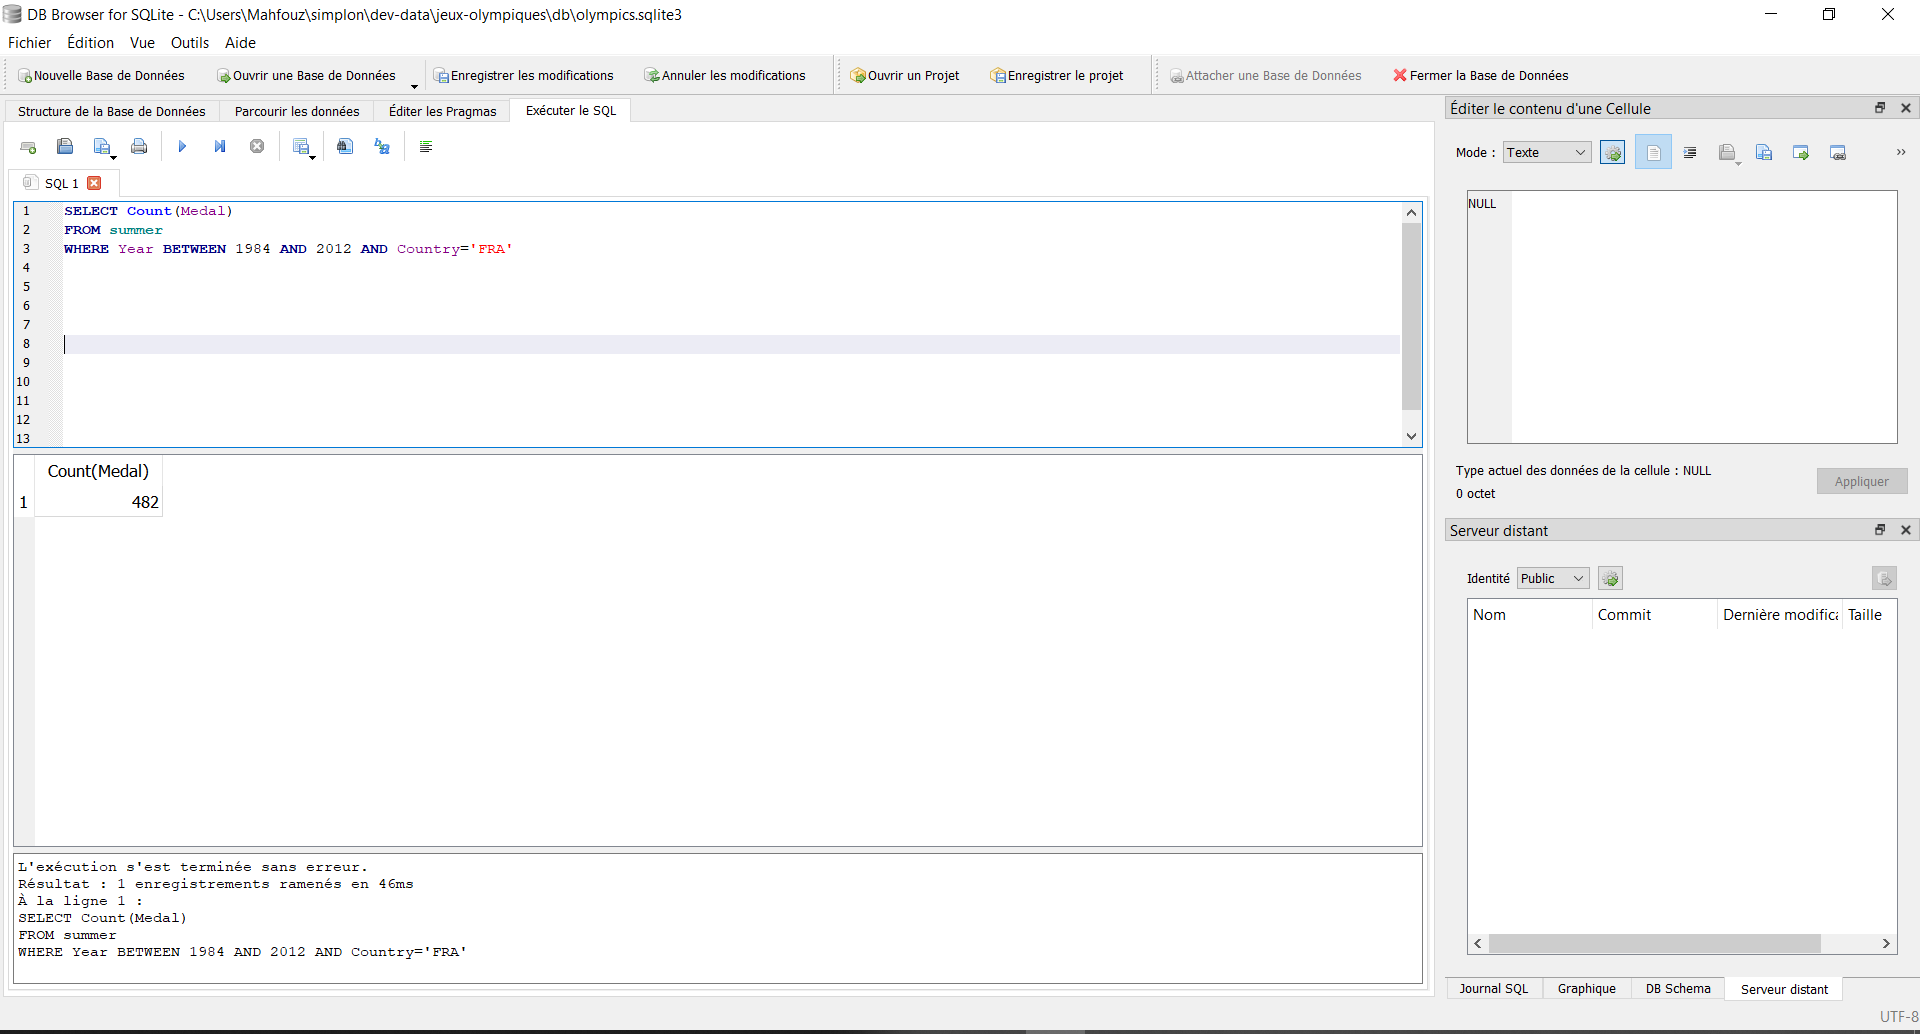 DB Browser for SQLite - C:\Users\Mahfouz\simplon\dev-data\jeux-olympiques\db\olympics.sqlite3
Fichier Édition Vue Outils Aide
Nouvelle Base de Données Ouvrir une Base de Données Enregistrer les modifications Annuler les modifications Ouvrir un Projet Enregistrer le projet Attacher une Base de Données Fermer la Base de Données
Structure de la Base de Données Parcourir les données Éditer les Pragmas Exécuter le SQL
SQL 1
1 SELECT Count(Medal)
2 FROM summer
3 WHERE Year BETWEEN 1984 AND 2012 AND Country='FRA'
4
5
6
7
8
9
10
11
12
13
Count(Medal)
1 482
L'exécution s'est terminée sans erreur.
Résultat : 1 enregistrements ramenés en 46ms
À la ligne 1 :
SELECT Count(Medal)
FROM summer
WHERE Year BETWEEN 1984 AND 2012 AND Country='FRA'
Éditer le contenu d'une Cellule
Mode : Texte
NULL
Type actuel des données de la cellule : NULL
0 octet
Appliquer
Serveur distant
Identité Public
Nom Commit Dernière modifica Taille
Journal SQL Graphique DB Schema Serveur distant
UTF-8